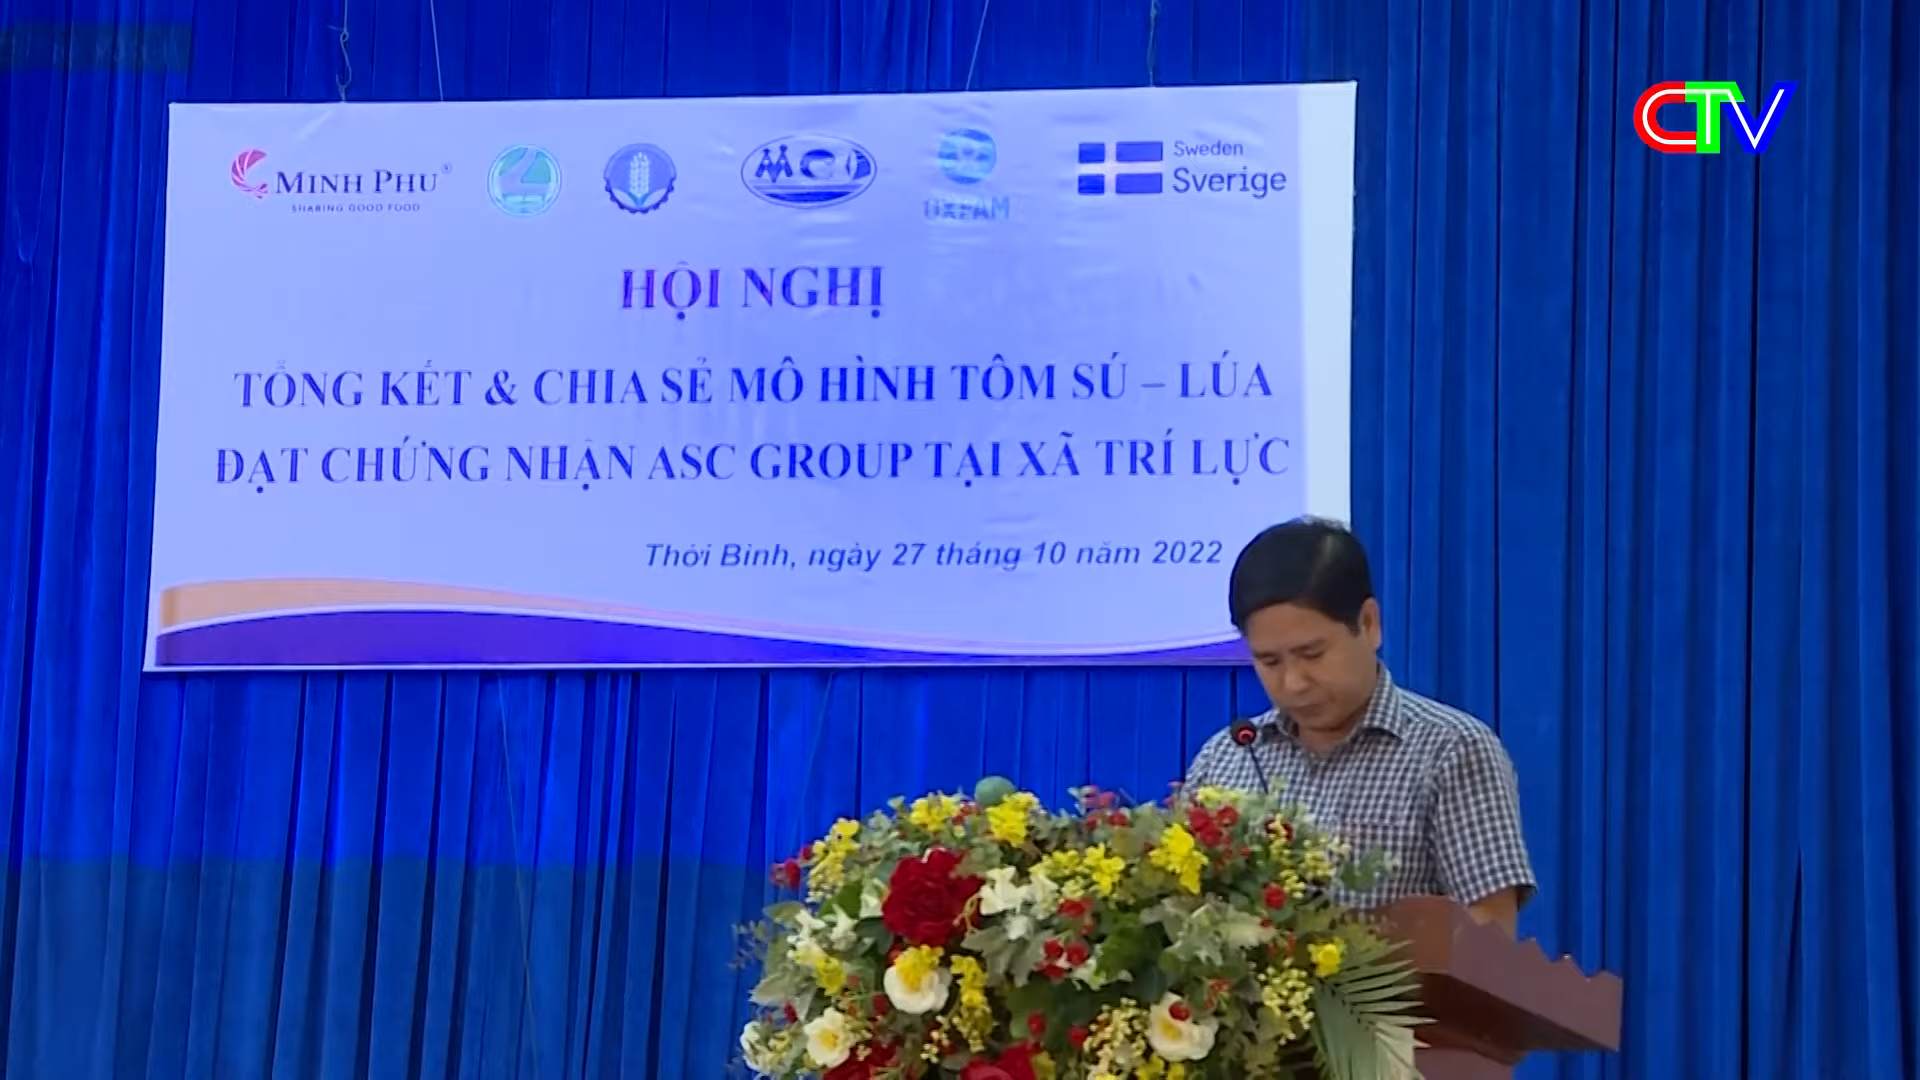 CTV
MINH PHU®
SHARING GOOD FOOD
OXFAM
Sweden
Sverige
HỘI NGHỊ
TỔNG KẾT & CHIA SẺ MÔ HÌNH TÔM SÚ – LÚA
ĐẠT CHỨNG NHẬN ASC GROUP TẠI XÃ TRÍ LỰC
Thới Bình, ngày 27 tháng 10 năm 2022